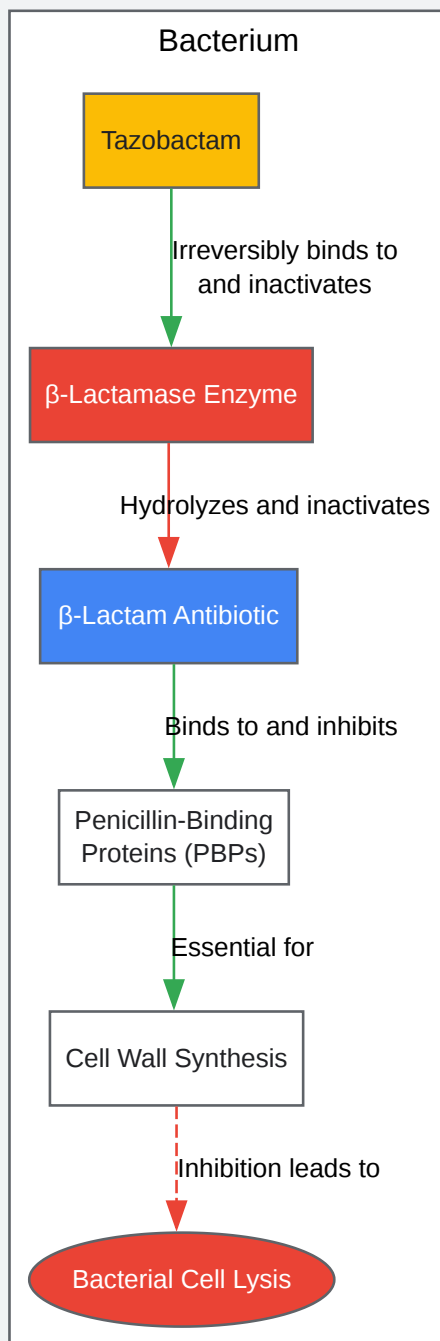 Bacterium
Tazobactam
Irreversibly binds to
and inactivates
β-Lactamase Enzyme
Hydrolyzes and inactivates
β-Lactam Antibiotic
Binds to and inhibits
Penicillin-Binding
Proteins (PBPs)
Essential for
Cell Wall Synthesis
Inhibition leads to
Bacterial Cell Lysis